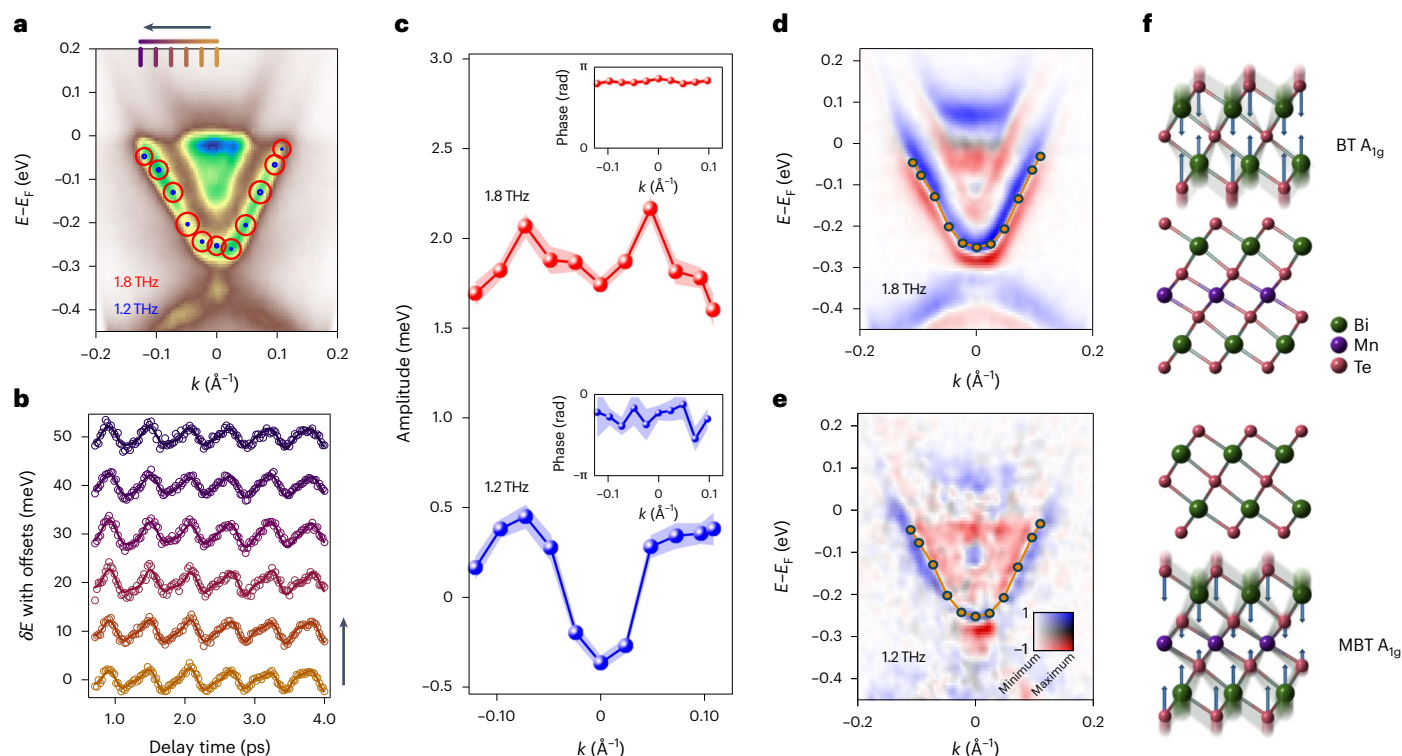 a
0.2
0.1
0
−0.1
−0.2
−0.3
−0.4
E−E_F (eV)
1.8 THz
1.2 THz
−0.2
−0.1
0
0.1
0.2
k (Å⁻¹)
b
50
40
30
20
10
0
δE with offsets (meV)
1.0
2.0
3.0
4.0
Delay time (ps)
c
3.0
2.5
2.0
1.5
1.0
0.5
0
−0.5
Amplitude (meV)
π
0
Phase (rad)
−0.1
0
0.1
k (Å⁻¹)
1.8 THz
0
−π
Phase (rad)
−0.1
0
0.1
k (Å⁻¹)
1.2 THz
−0.10
0
0.10
k (Å⁻¹)
d
0.2
0.1
0
−0.1
−0.2
−0.3
−0.4
E−E_F (eV)
1.8 THz
−0.2
0
0.2
k (Å⁻¹)
e
0.2
0.1
0
−0.1
−0.2
−0.3
−0.4
E−E_F (eV)
1.2 THz
1
−1
Minimum
Maximum
−0.2
0
0.2
k (Å⁻¹)
f
BT A₁g
Bi
Mn
Te
MBT A₁g